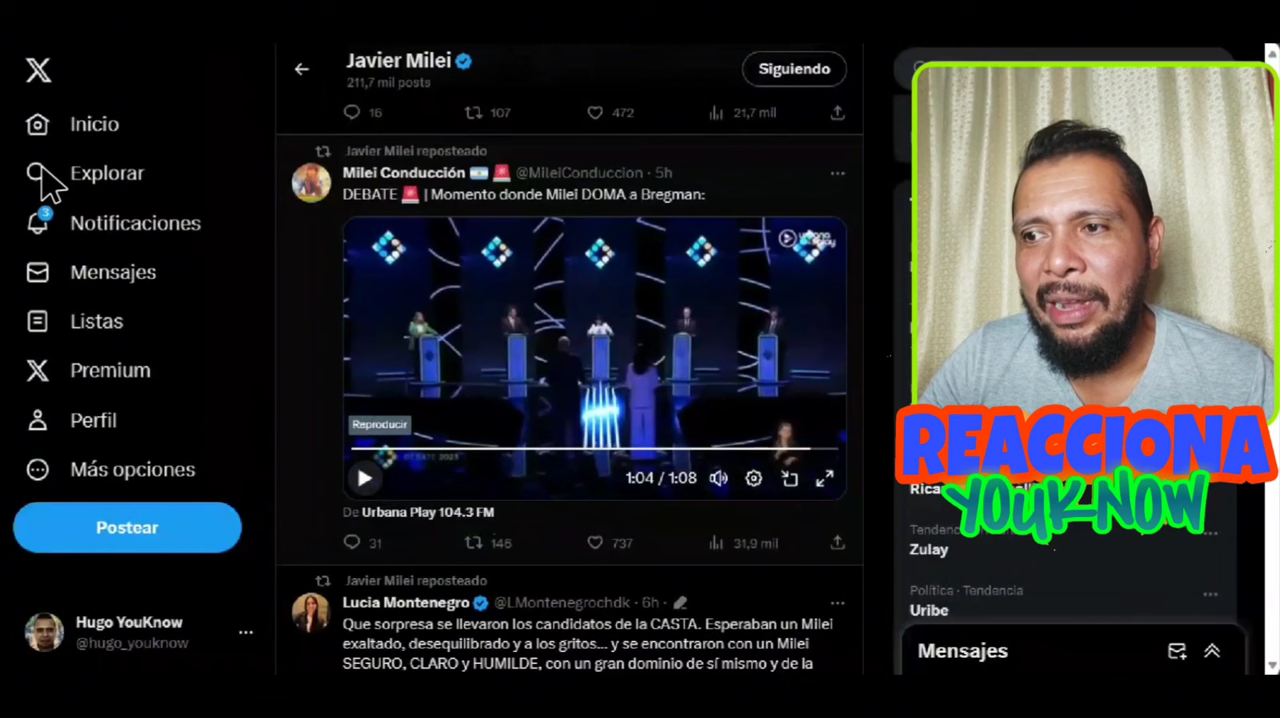 Javier Milei
211,7 mil posts
Siguiendo
16
107
472
21,7 mil
Inicio
Explorar
3
Notificaciones
Mensajes
Listas
Premium
Perfil
Más opciones
Postear
Hugo YouKnow
@hugo_youknow
Javier Milei reposteado
Milei Conducción @MileiConduccion · 5h
DEBATE | Momento donde Milei DOMA a Bregman:
urbana play
Reproducir
DEBATE 2023
1:04 / 1:08
De Urbana Play 104.3 FM
31
146
737
31,9 mil
Javier Milei reposteado
Lucia Montenegro @LMontenegrochdk · 6h ·
Que sorpresa se llevaron los candidatos de la CASTA. Esperaban un Milei
exaltado, desequilibrado y a los gritos... y se encontraron con un Milei
SEGURO, CLARO y HUMILDE, con un gran dominio de sí mismo y de la
REACCIONA
YOUKNOW
Zulay
Política · Tendencia
Uribe
Mensajes